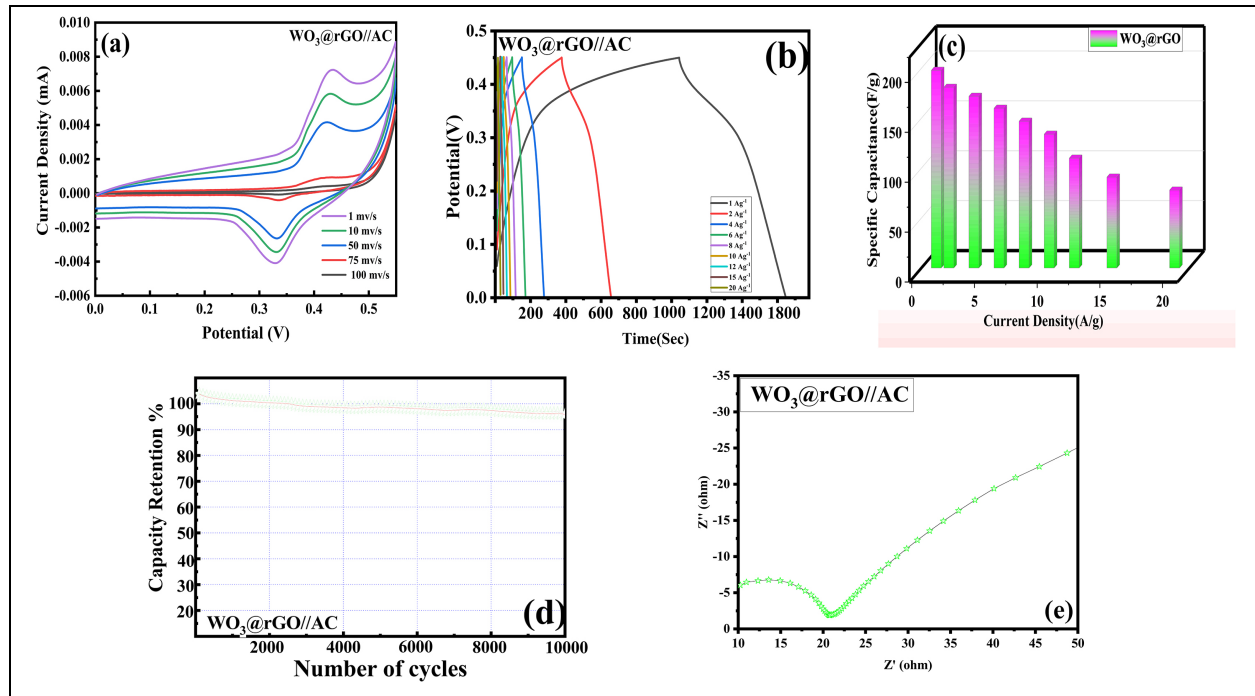 (a)
WO₃@rGO//AC
Current Density (mA)
0.010
0.008
0.006
0.004
0.002
0.000
-0.002
-0.004
-0.006
1 mv/s
10 mv/s
50 mv/s
75 mv/s
100 mv/s
0.0 0.1 0.2 0.3 0.4 0.5
Potential (V)
WO₃@rGO//AC
(b)
Potential(V)
0.5
0.4
0.3
0.2
0.1
0.0
1 Ag⁻¹
2 Ag⁻¹
4 Ag⁻¹
6 Ag⁻¹
8 Ag⁻¹
10 Ag⁻¹
12 Ag⁻¹
15 Ag⁻¹
20 Ag⁻¹
200 400 600 800 1000 1200 1400 1600 1800
Time(Sec)
(c)
WO₃@rGO
Specific Capacitance(F/g)
200
150
100
50
0
0 5 10 15 20
Current Density(A/g)
Capacity Retention %
100
90
80
70
60
50
40
30
20
WO₃@rGO//AC
(d)
2000 4000 6000 8000 10000
Number of cycles
WO₃@rGO//AC
Z'' (ohm)
-35
-30
-25
-20
-15
-10
-5
0
(e)
10 15 20 25 30 35 40 45 50
Z' (ohm)